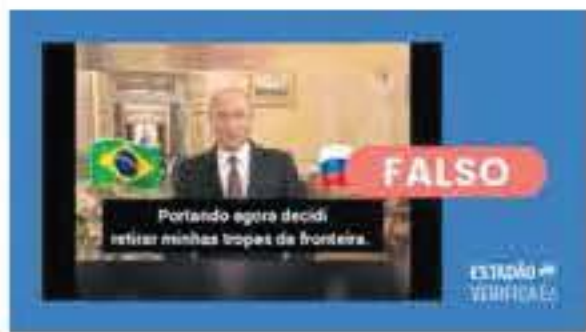 FALSO
Portando agora decidi
retirar minhas tropas da fronteira.
ESTADÃO
VERIFICA